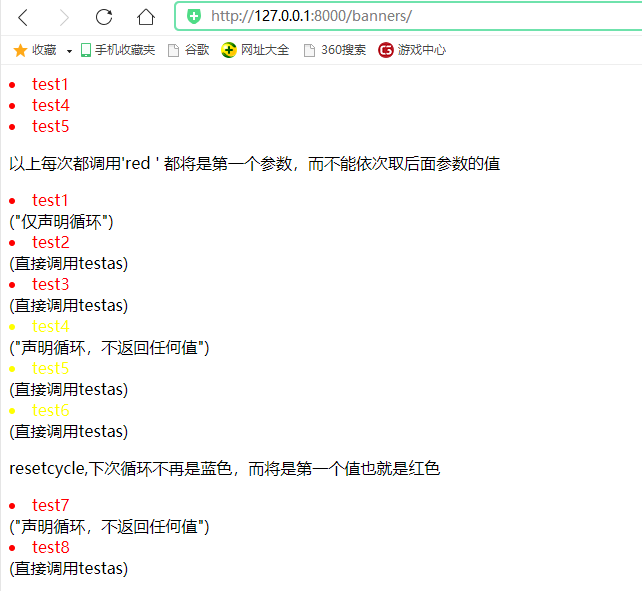 http://127.0.0.1:8000/banners/
收藏 手机收藏夹 谷歌 网址大全 360搜索 游戏中心
test1
test4
test5
以上每次都调用'red ' 都将是第一个参数，而不能依次取后面参数的值
test1
("仅声明循环")
test2
(直接调用testas)
test3
(直接调用testas)
test4
("声明循环，不返回任何值")
test5
(直接调用testas)
test6
(直接调用testas)
resetcycle,下次循环不再是蓝色，而将是第一个值也就是红色
test7
("声明循环，不返回任何值")
test8
(直接调用testas)